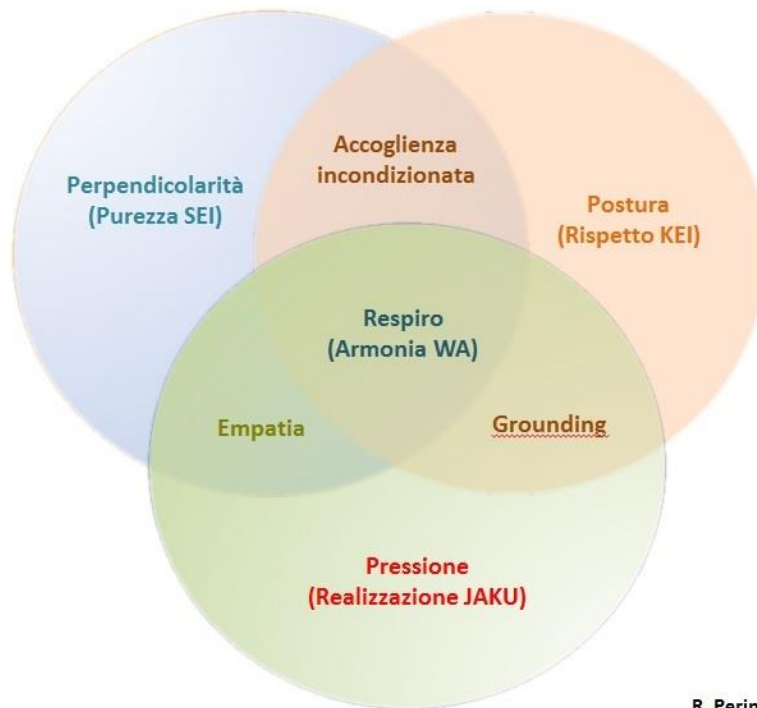 Accoglienza
incondizionata
Perpendicolarità
(Purezza SEI)
Postura
(Rispetto KEI)
Respiro
(Armonia WA)
Empatia
Grounding
Pressione
(Realizzazione JAKU)
R.